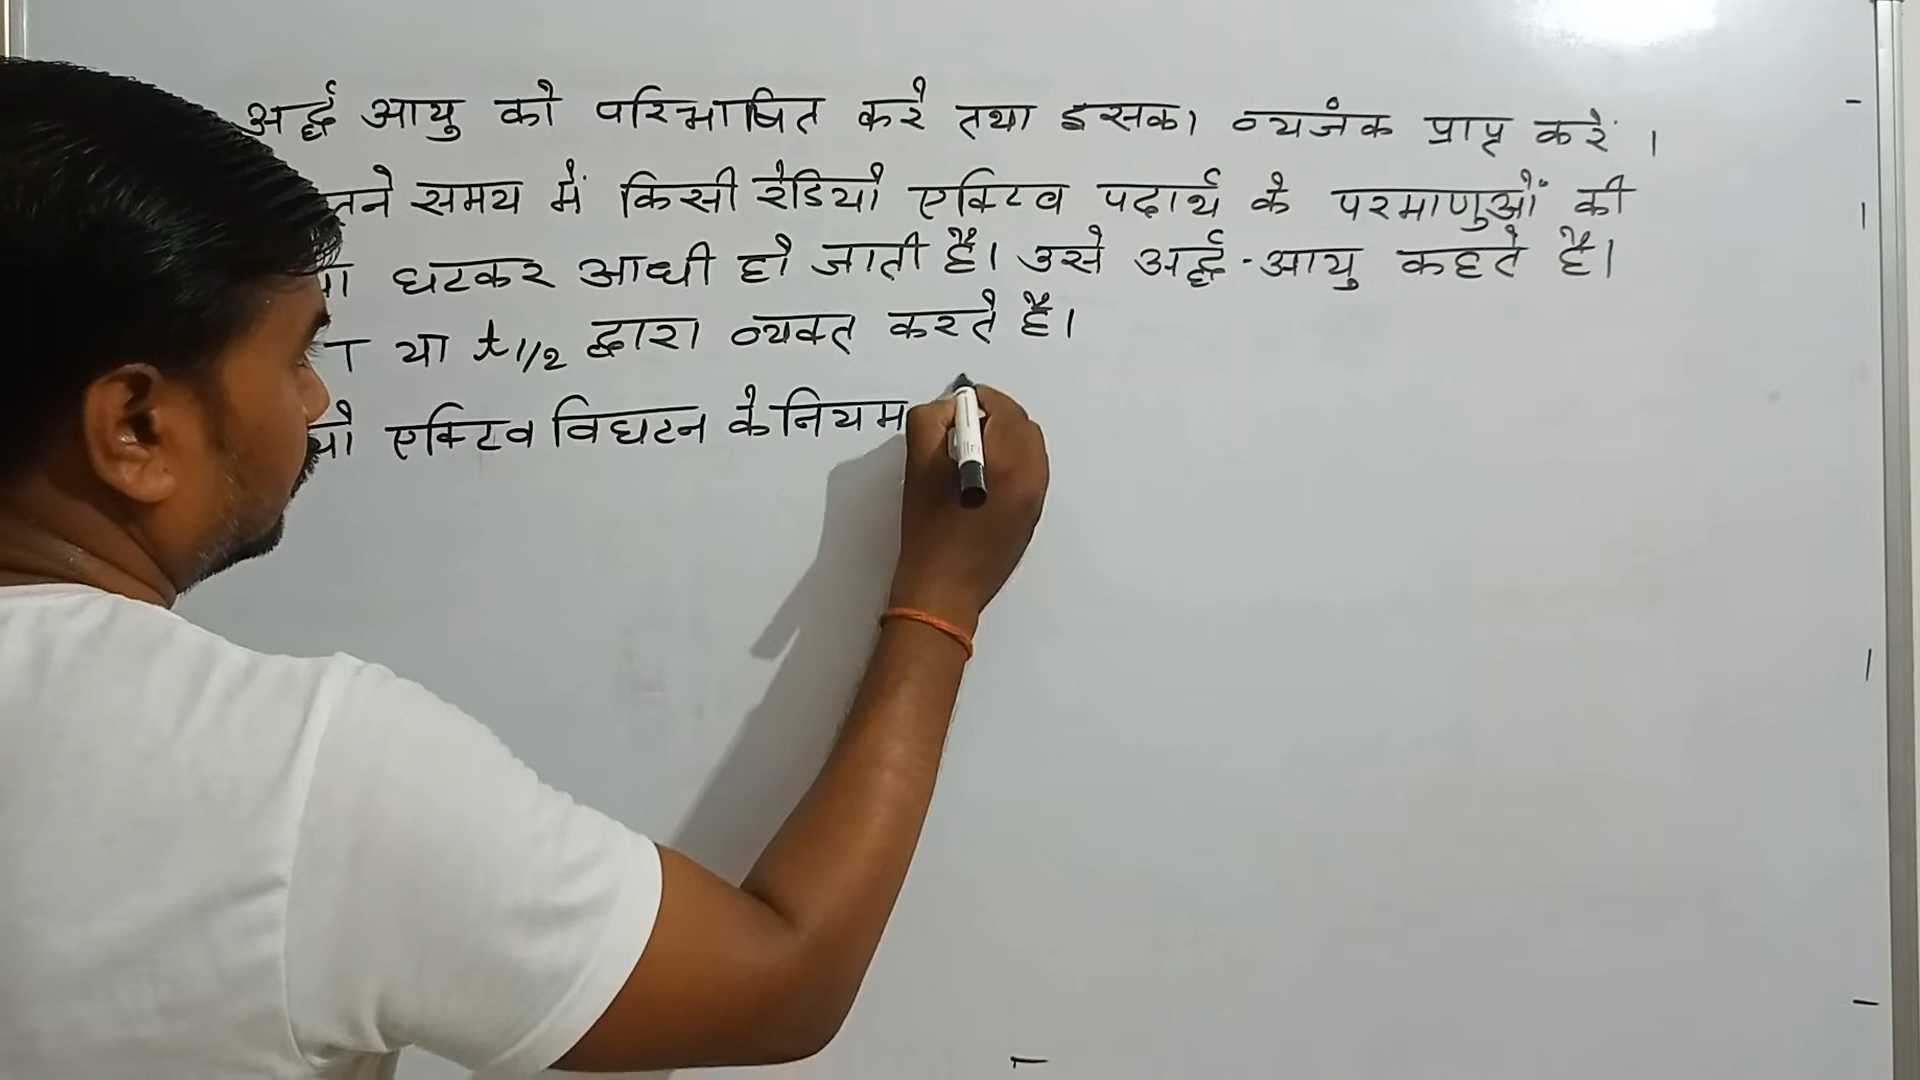 अर्द्ध आयु को परिभाषित करे तथा इसका व्यजंक प्राप्त करें ।
समय में किसी रेडियो एक्टिव पदार्थ के परमाणुओं की
घटकर आधी हो जाती है। उसे अर्द्ध-आयु कहते है।
T या t1/2 द्वारा व्यक्त करते है।
एक्टिव विघटन के नियम